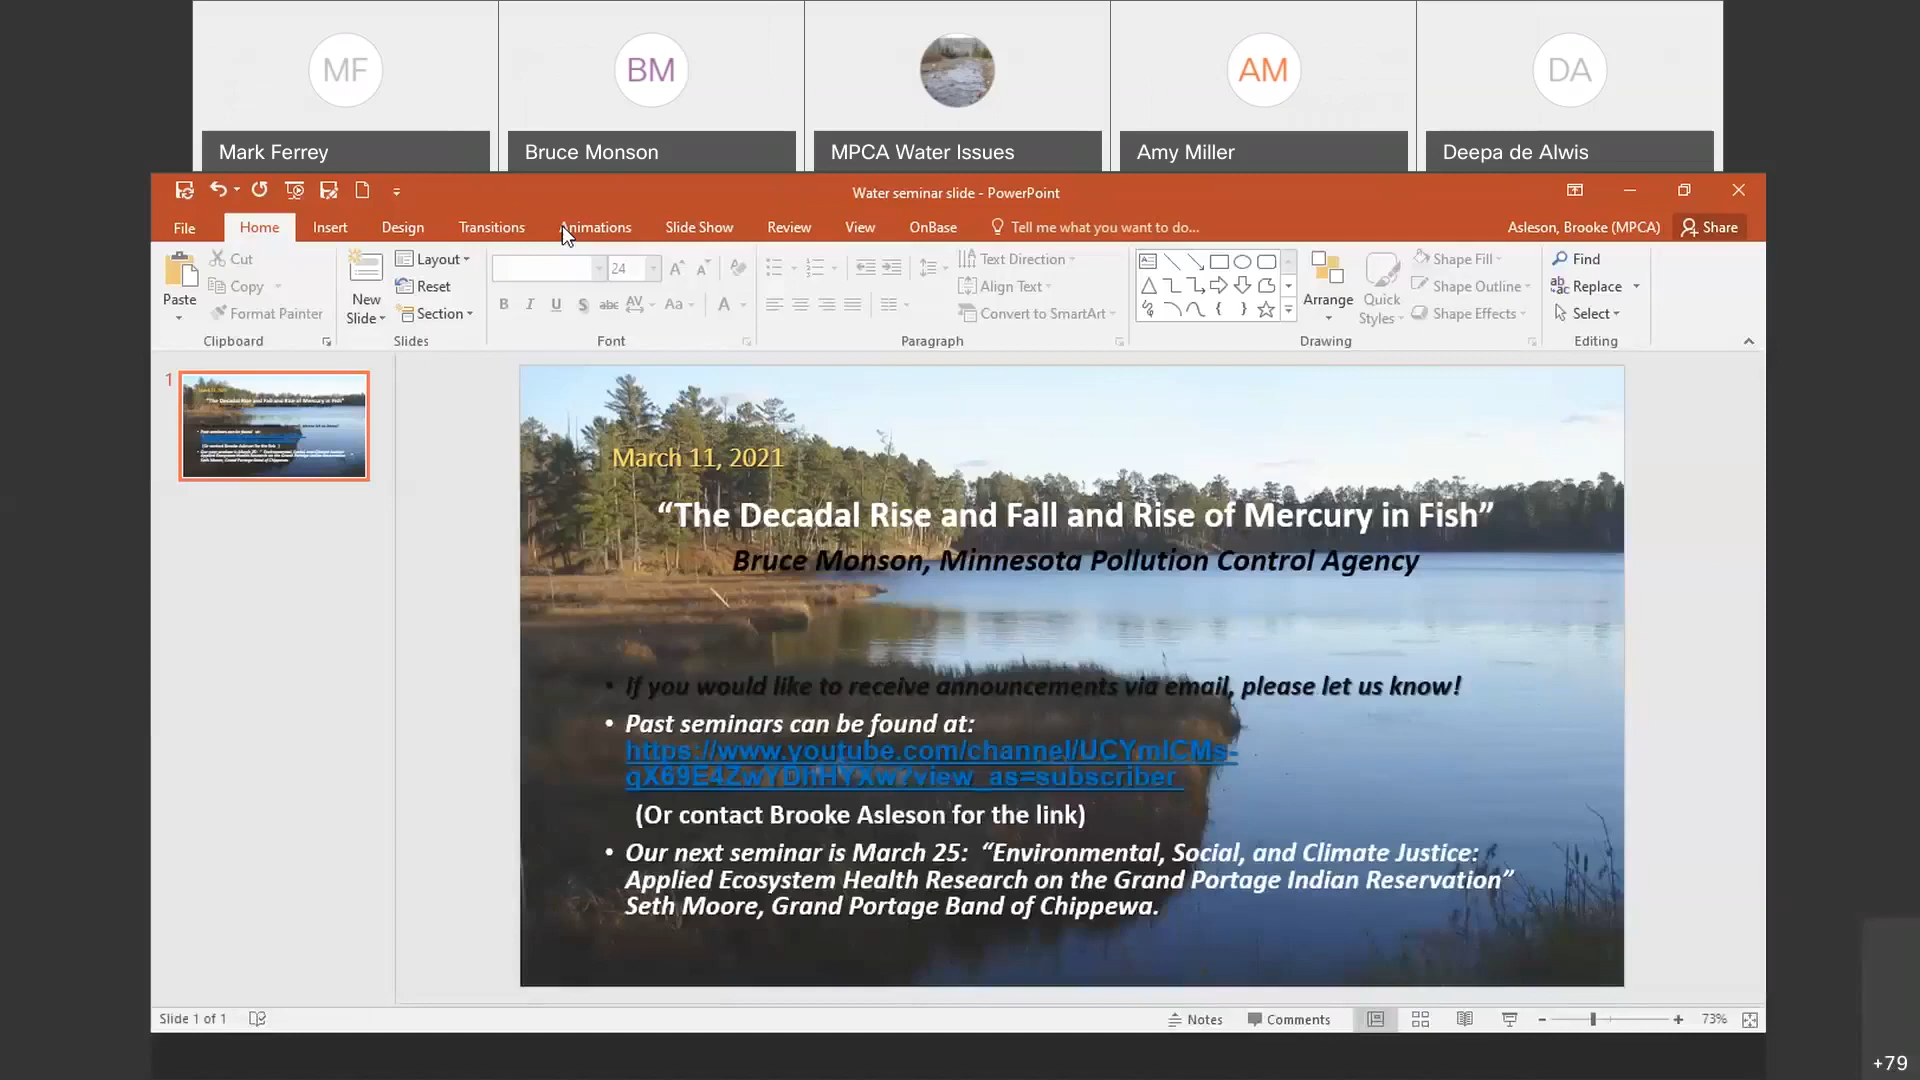 MF
BM
AM
DA
Mark Ferrey
Bruce Monson
MPCA Water Issues
Amy Miller
Deepa de Alwis
Water seminar slide - PowerPoint
File
Home
Insert
Design
Transitions
Animations
Slide Show
Review
View
OnBase
Tell me what you want to do...
Asleson, Brooke (MPCA)
Share
Paste
Cut
Copy
Format Painter
Clipboard
New
Slide
Layout
Reset
Section
Slides
24
B I U S abc AV Aa A
Font
Text Direction
Align Text
Convert to SmartArt
Paragraph
Arrange
Quick
Styles
Shape Fill
Shape Outline
Shape Effects
Drawing
Find
Replace
Select
Editing
1
March 11, 2021
“The Decadal Rise and Fall and Rise of Mercury in Fish”
Bruce Monson, Minnesota Pollution Control Agency
• If you would like to receive announcements via email, please let us know!
• Past seminars can be found at:
https://www.youtube.com/channel/UCYmlCMs-
qX69E4ZwYDhHYXw?view_as=subscriber
(Or contact Brooke Asleson for the link)
• Our next seminar is March 25: “Environmental, Social, and Climate Justice:
Applied Ecosystem Health Research on the Grand Portage Indian Reservation”
Seth Moore, Grand Portage Band of Chippewa.
Slide 1 of 1
Notes
Comments
73%
+79